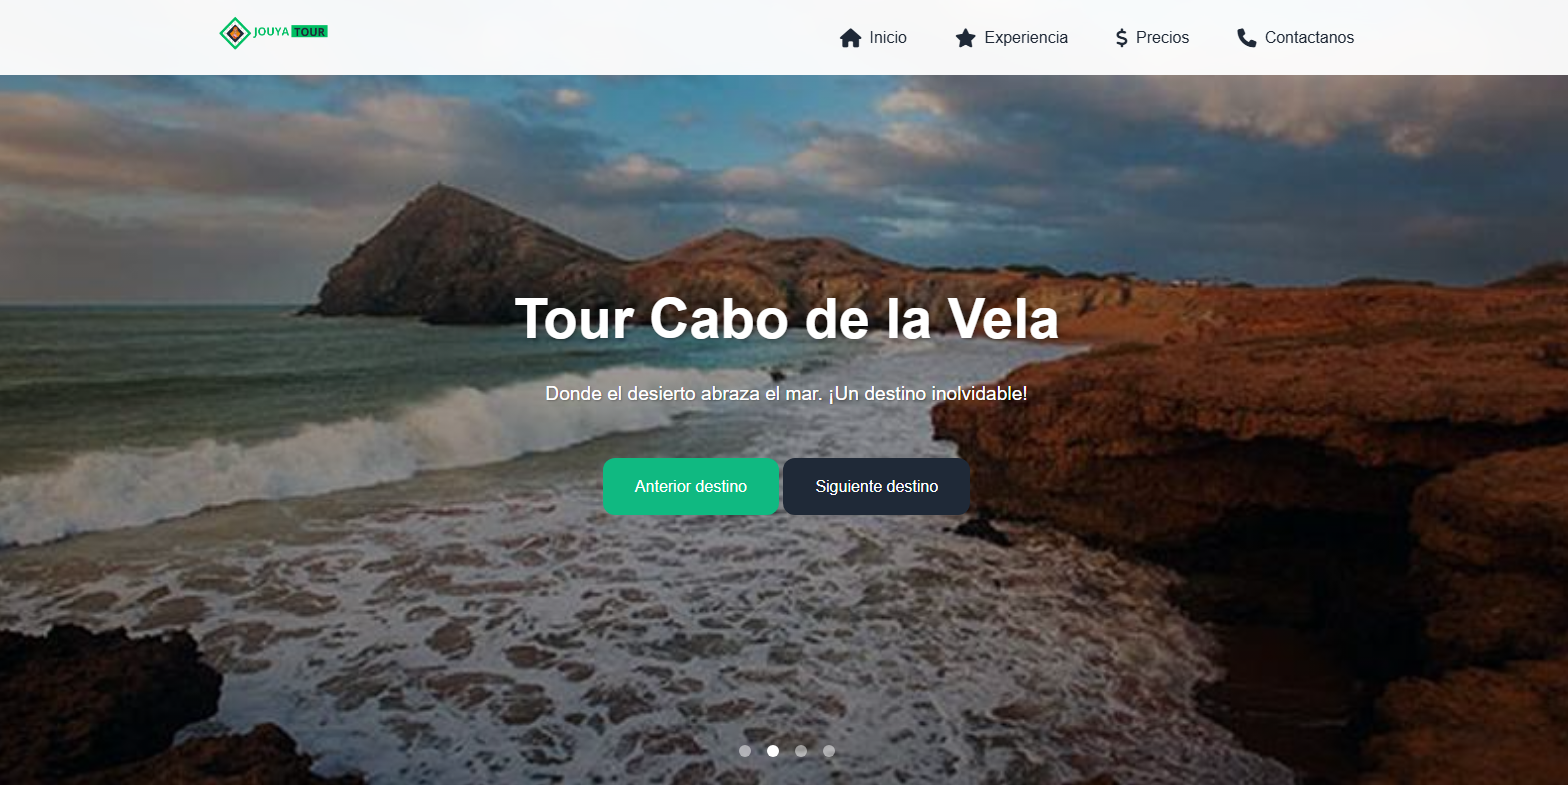 JOUYA TOUR
Inicio
Experiencia
Precios
Contactanos
Tour Cabo de la Vela
Donde el desierto abraza el mar. ¡Un destino inolvidable!
Anterior destino
Siguiente destino